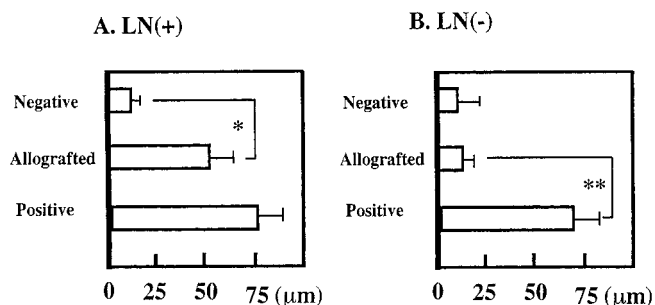 A. LN(+)
Negative
Allografted
Positive
*
0 25 50 75 (μm)
B. LN(-)
Negative
Allografted
Positive
**
0 25 50 75 (μm)